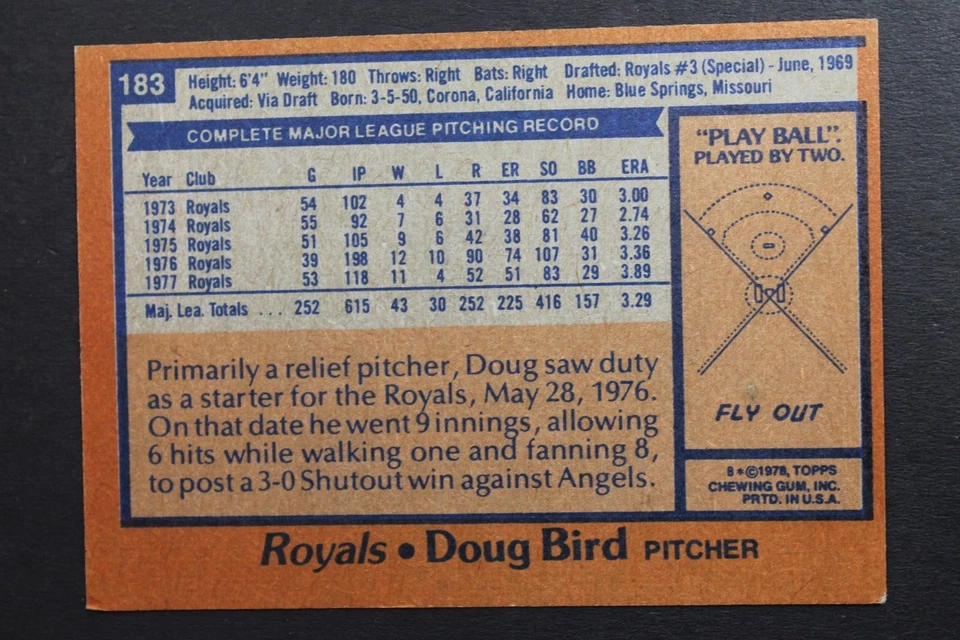 183
Height: 6'4" Weight: 180 Throws: Right Bats: Right Drafted: Royals #3 (Special) - June, 1969
Acquired: Via Draft Born: 3-5-50, Corona, California Home: Blue Springs, Missouri
COMPLETE MAJOR LEAGUE PITCHING RECORD
Year Club G IP W L R ER SO BB ERA
1973 Royals 54 102 4 4 37 34 83 30 3.00
1974 Royals 55 92 7 6 31 28 62 27 2.74
1975 Royals 51 105 9 6 42 38 81 40 3.26
1976 Royals 39 198 12 10 90 74 107 31 3.36
1977 Royals 53 118 11 4 52 51 83 29 3.89
Maj. Lea. Totals ... 252 615 43 30 252 225 416 157 3.29
Primarily a relief pitcher, Doug saw duty
as a starter for the Royals, May 28, 1976.
On that date he went 9 innings, allowing
6 hits while walking one and fanning 8,
to post a 3-0 Shutout win against Angels.
"PLAY BALL".
PLAYED BY TWO.
FLY OUT
B*©1978, TOPPS
CHEWING GUM, INC.
PRTD. IN U.S.A.
Royals • Doug Bird PITCHER